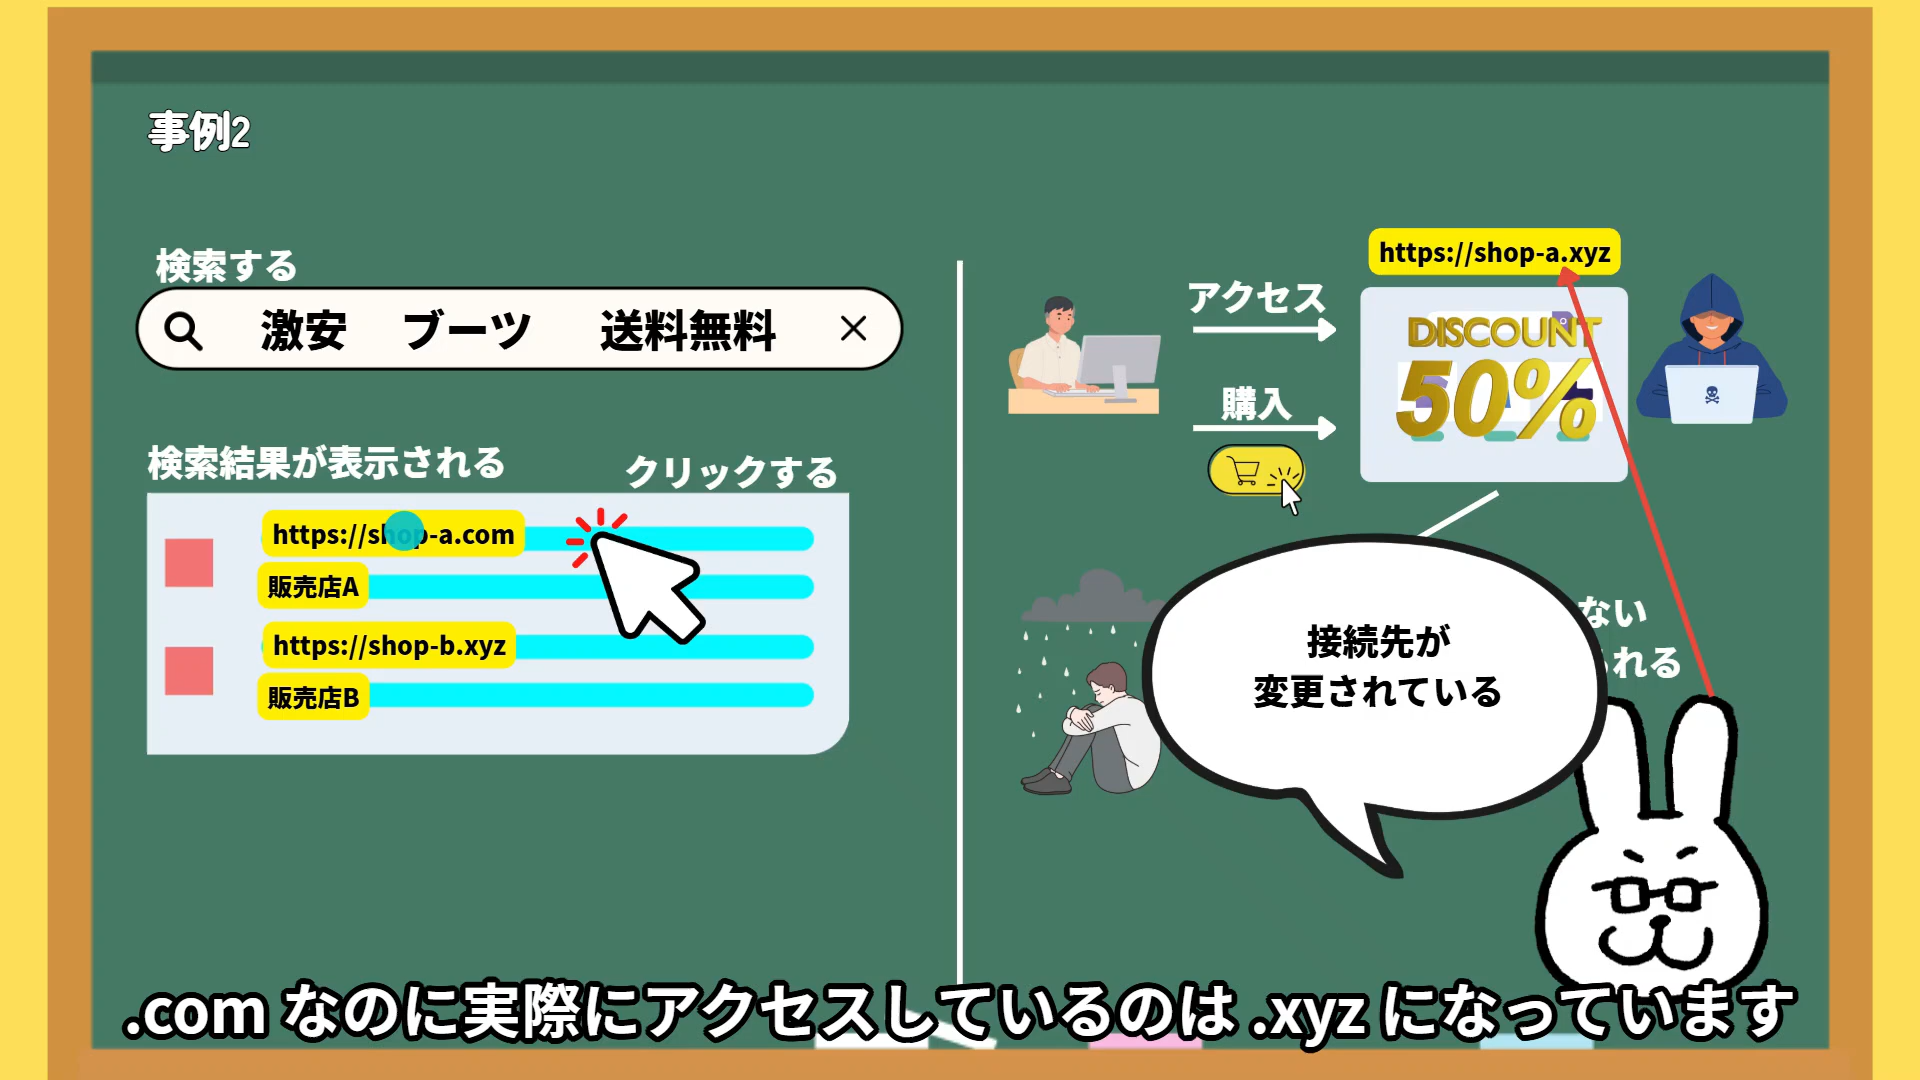 事例2
検索する
激安 ブーツ 送料無料
検索結果が表示される
クリックする
https://shop-a.com
販売店A
https://shop-b.xyz
販売店B
https://shop-a.xyz
アクセス
DISCOUNT
50%
購入
ない
れる
接続先が
変更されている
.com なのに実際にアクセスしているのは .xyz になっています